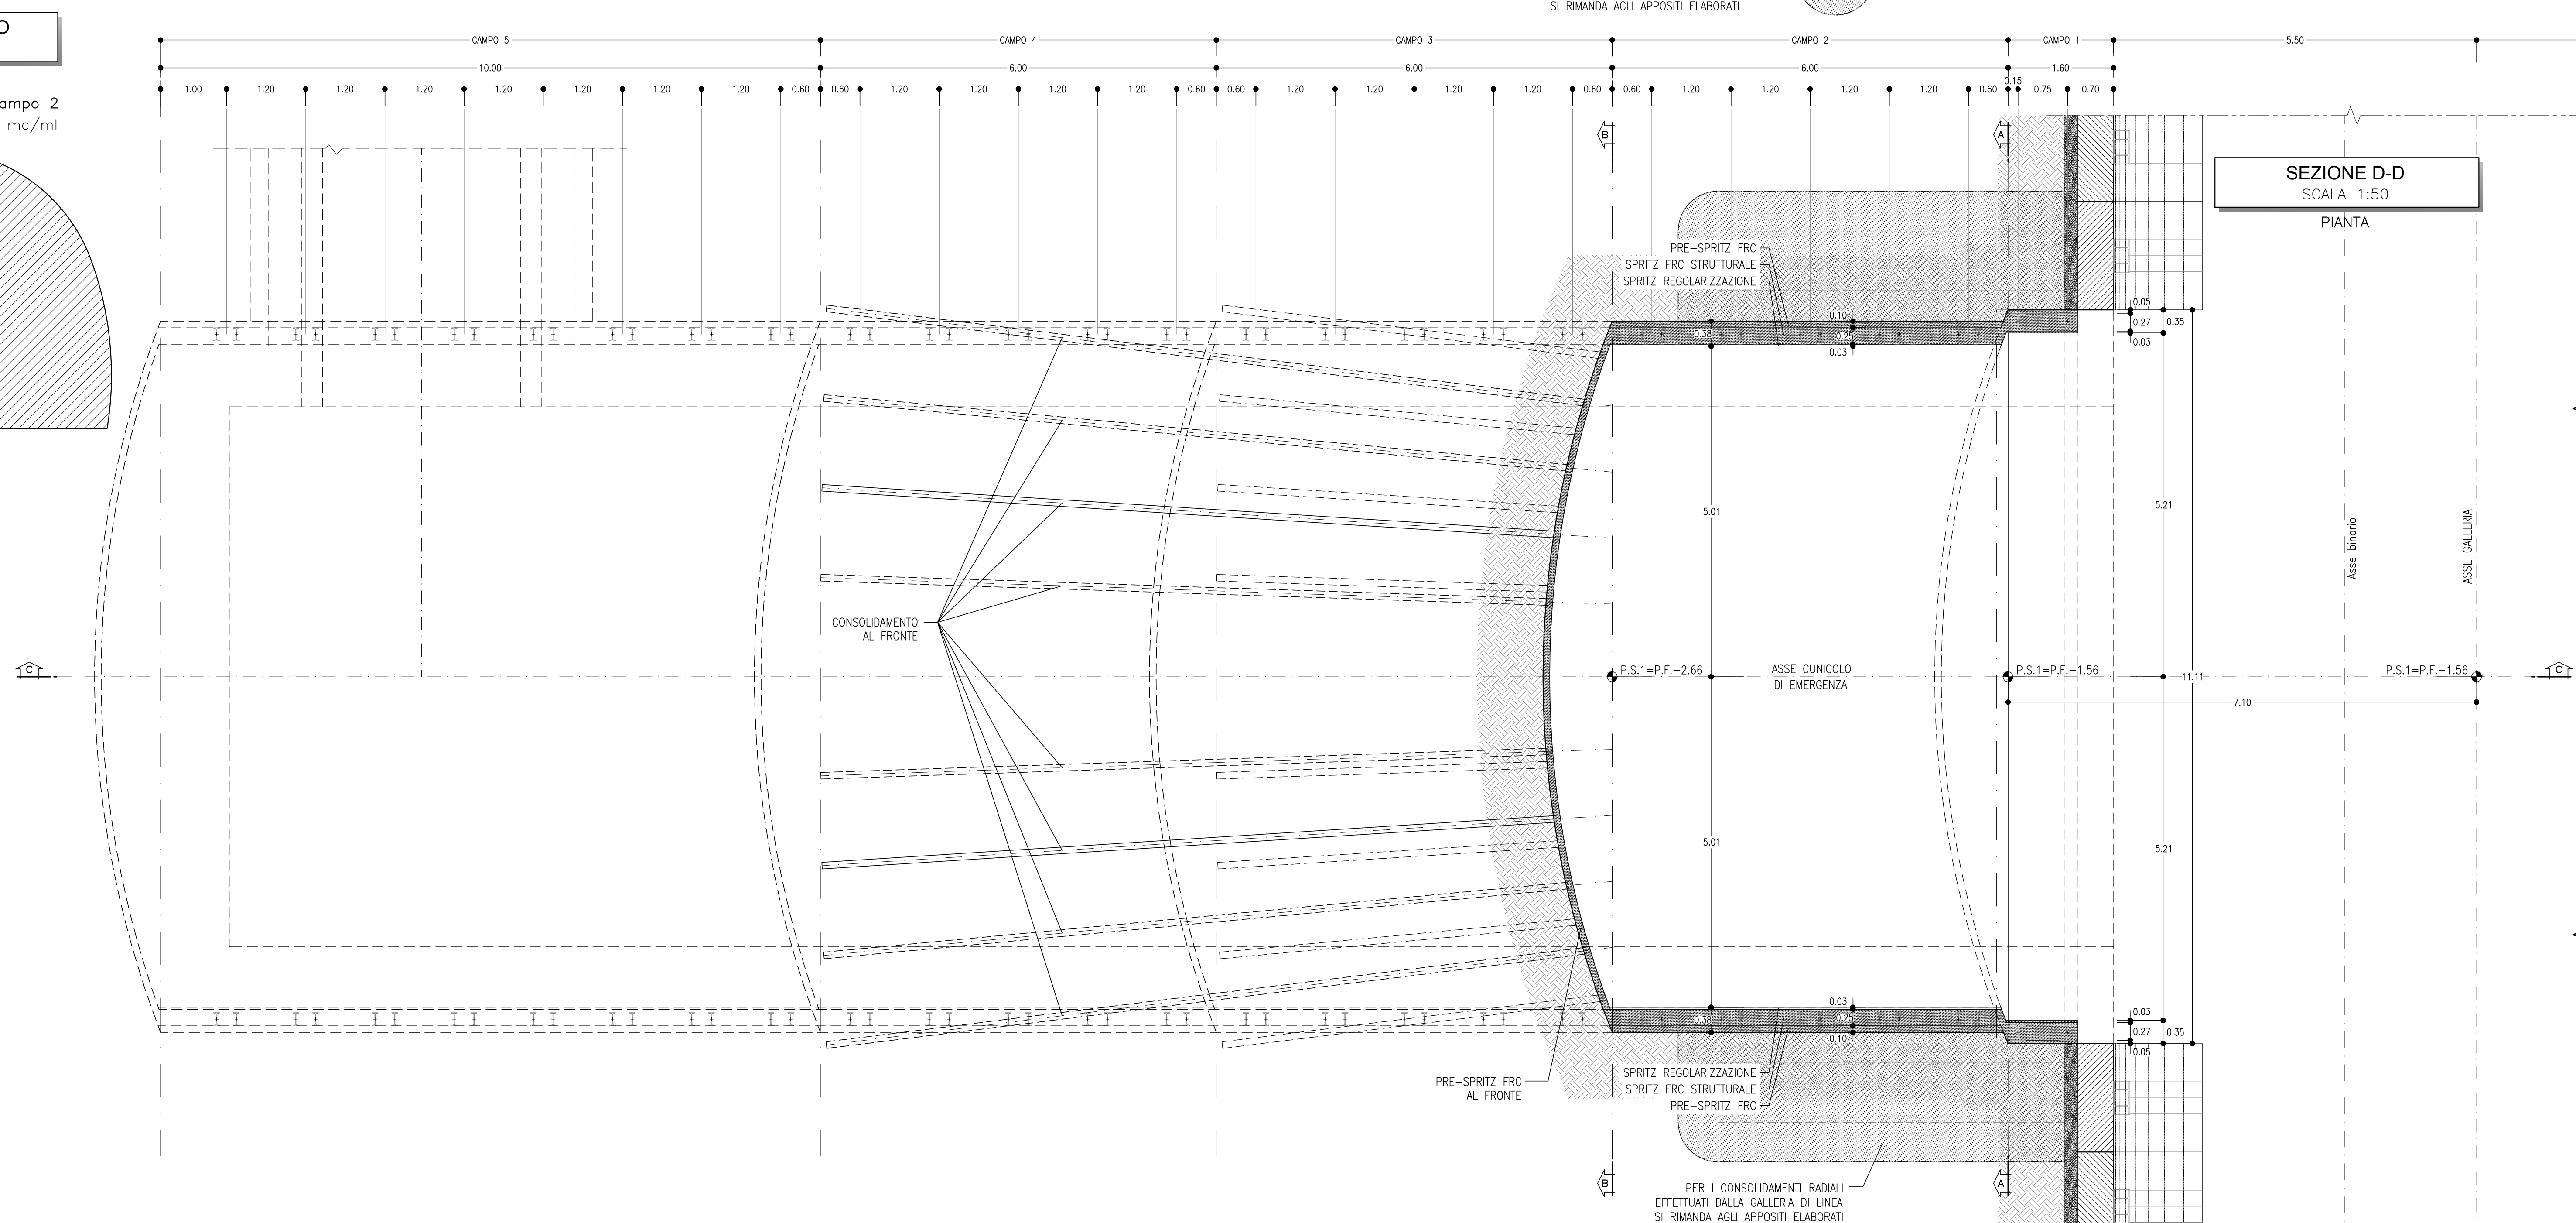 SI RIMANDA AGLI APPOSITI ELABORATI
O
CAMPO 5
CAMPO 4
CAMPO 3
CAMPO 2
CAMPO 1
5.50
10.00
6.00
6.00
6.00
1.60
0.15
1.00
1.20
1.20
1.20
1.20
1.20
1.20
1.20
0.60
0.60
1.20
1.20
1.20
1.20
0.60
0.60
1.20
1.20
1.20
1.20
0.60
0.60
1.20
1.20
1.20
1.20
0.60
0.75
0.70
ampo 2
mc/ml
B
A
SEZIONE D-D
SCALA 1:50
PIANTA
PRE-SPRITZ FRC
SPRITZ FRC STRUTTURALE
SPRITZ REGOLARIZZAZIONE
0.10
0.38
0.25
0.03
0.05
0.27
0.35
0.03
5.01
5.21
Asse binario
ASSE GALLERIA
CONSOLIDAMENTO
AL FRONTE
C
P.S.1=P.F.-2.66
ASSE CUNICOLO
DI EMERGENZA
P.S.1=P.F.-1.56
11.11
P.S.1=P.F.-1.56
C
7.10
5.01
5.21
0.03
0.38
0.25
0.10
0.03
0.27
0.35
0.05
PRE-SPRITZ FRC
AL FRONTE
SPRITZ REGOLARIZZAZIONE
SPRITZ FRC STRUTTURALE
PRE-SPRITZ FRC
B
A
PER I CONSOLIDAMENTI RADIALI
EFFETTUATI DALLA GALLERIA DI LINEA
SI RIMANDA AGLI APPOSITI ELABORATI